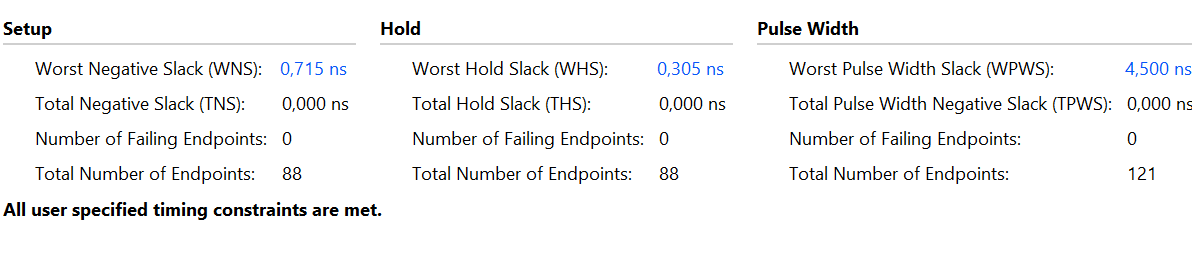 Setup Hold Pulse Width
Worst Negative Slack (WNS): 0,715 ns Worst Hold Slack (WHS): 0,305 ns Worst Pulse Width Slack (WPWS): 4,500 ns
Total Negative Slack (TNS): 0,000 ns Total Hold Slack (THS): 0,000 ns Total Pulse Width Negative Slack (TPWS): 0,000 ns
Number of Failing Endpoints: 0 Number of Failing Endpoints: 0 Number of Failing Endpoints: 0
Total Number of Endpoints: 88 Total Number of Endpoints: 88 Total Number of Endpoints: 121
All user specified timing constraints are met.